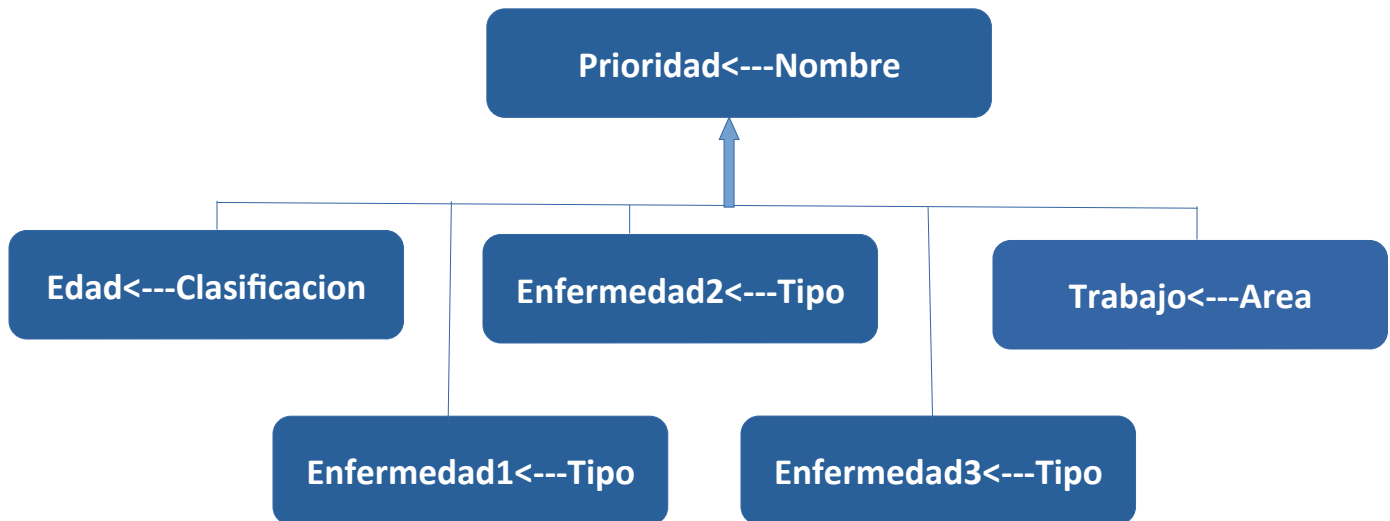 Prioridad<---Nombre
Edad<---Clasificacion
Enfermedad2<---Tipo
Trabajo<---Area
Enfermedad1<---Tipo
Enfermedad3<---Tipo